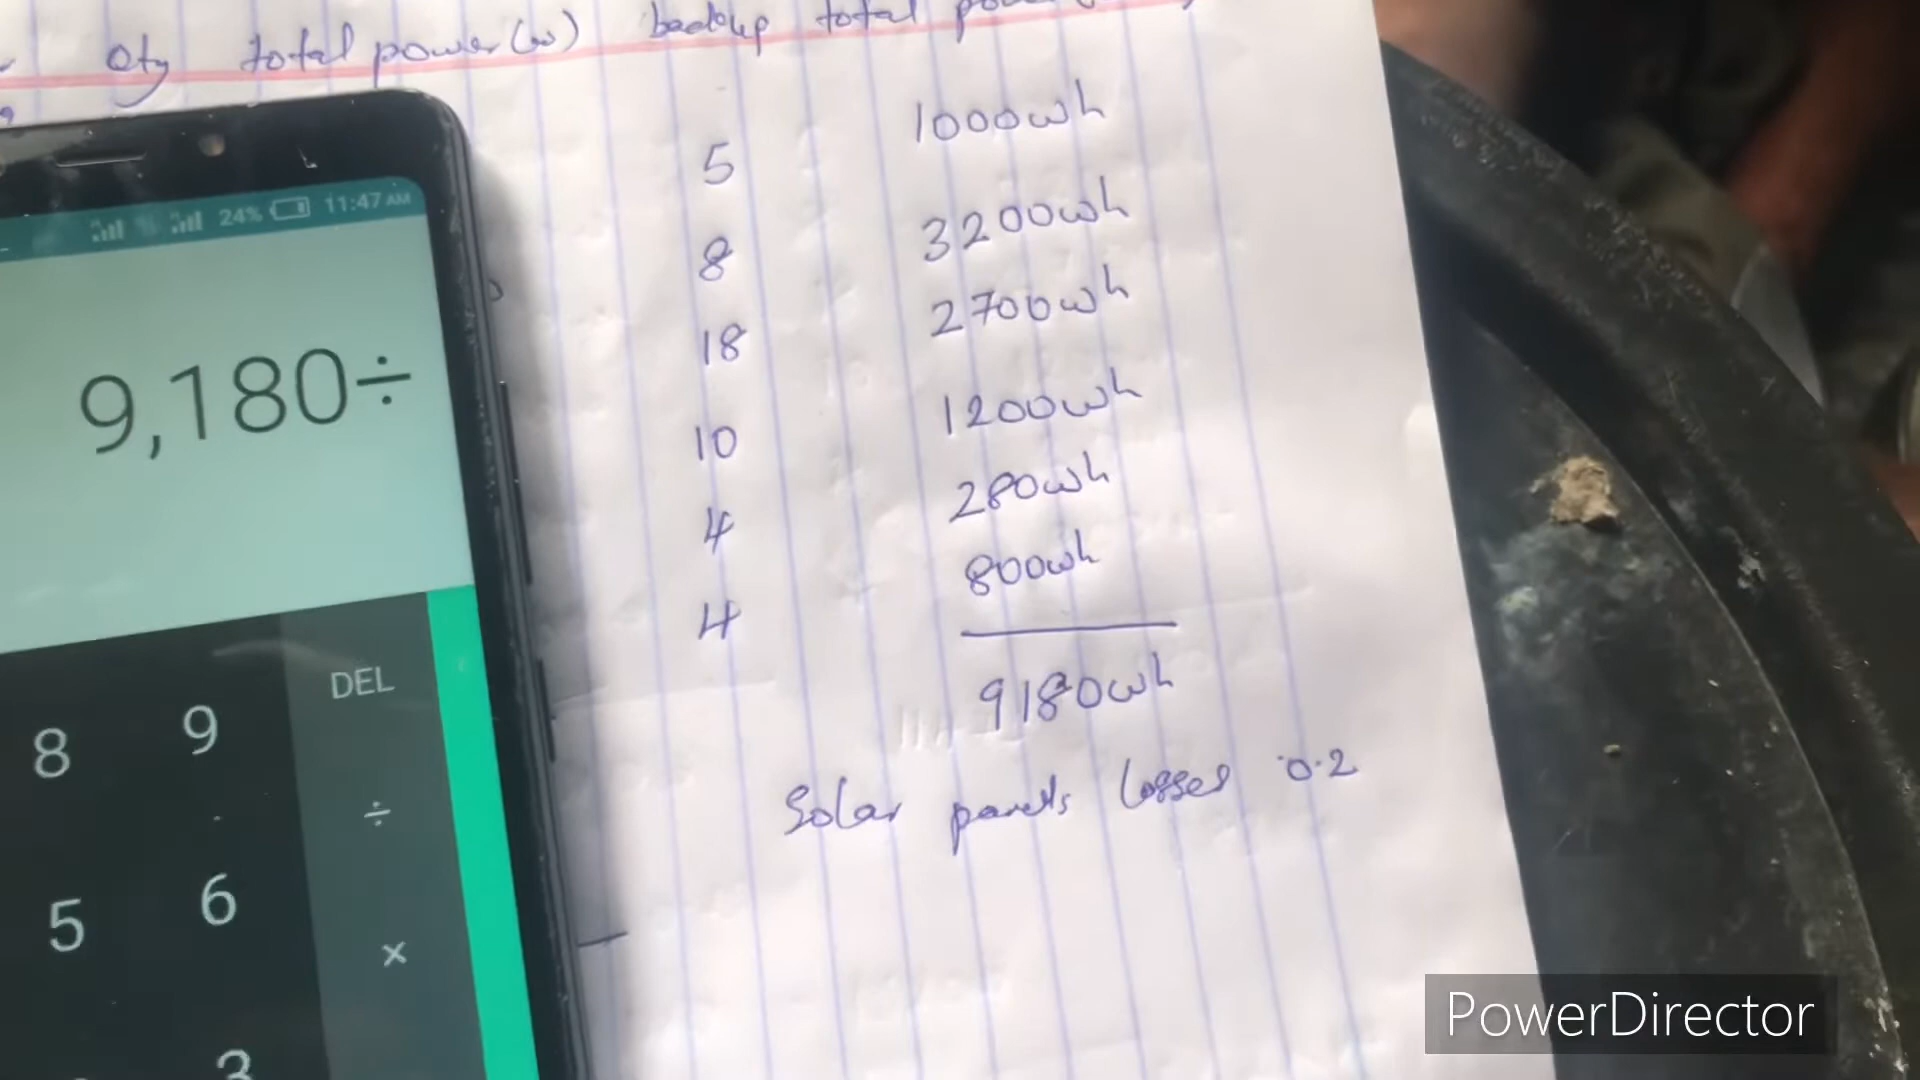 Qty total power(w) backup total
5 1000wh
8 3200wh
18 2700wh
10 1200wh
4 280wh
4 800wh
9180wh
Solar panels losses 0.2
24% 11:47 AM
9,180÷
DEL
8 9
÷
5 6
×
3
PowerDirector